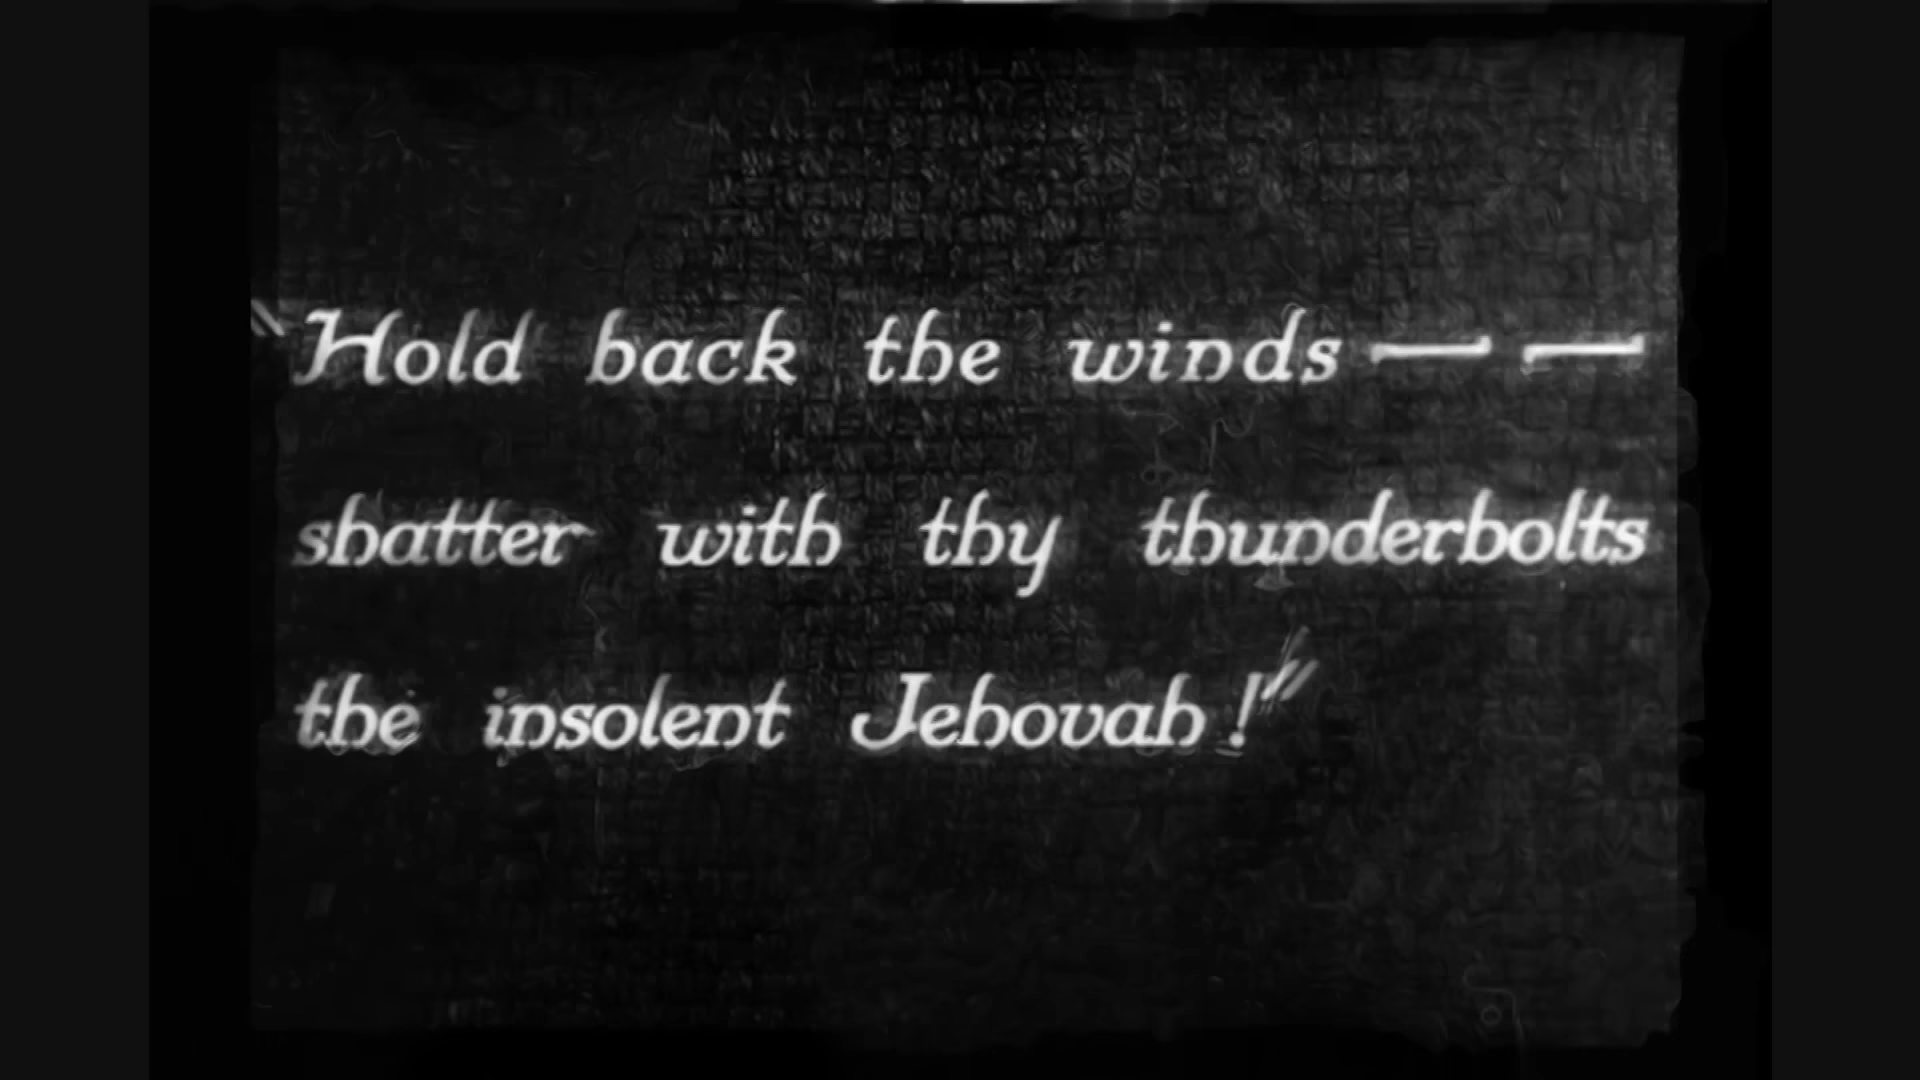 "Hold back the winds — —
shatter with thy thunderbolts
the insolent Jehovah!"